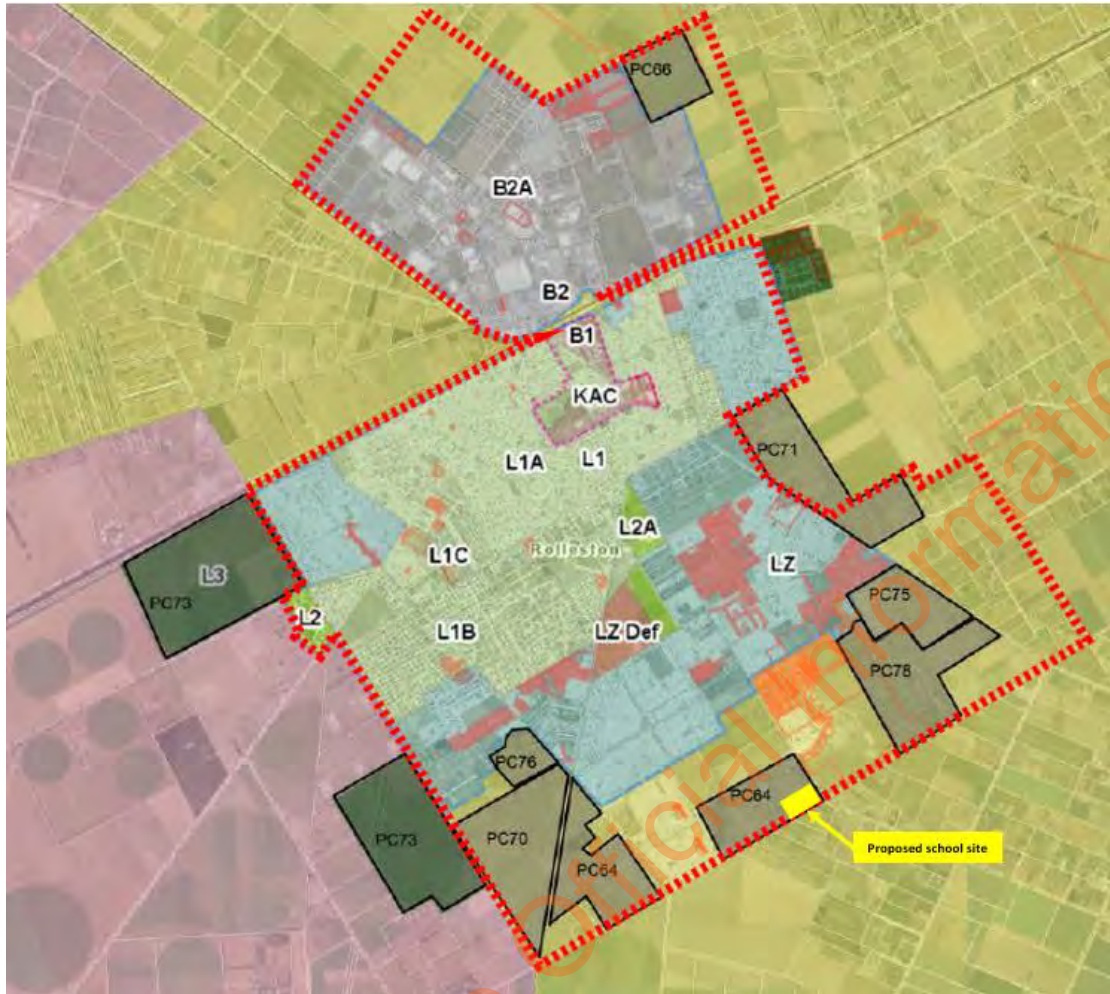 PC66
B2A
B2
B1
KAC
PC71
L1A
L1
L2A
L1C
Rolleston
LZ
L3
PC73
PC75
L2
L1B
LZ Def
PC78
PC76
PC64
Proposed school site
PC73
PC70
PC64
Official Informatio